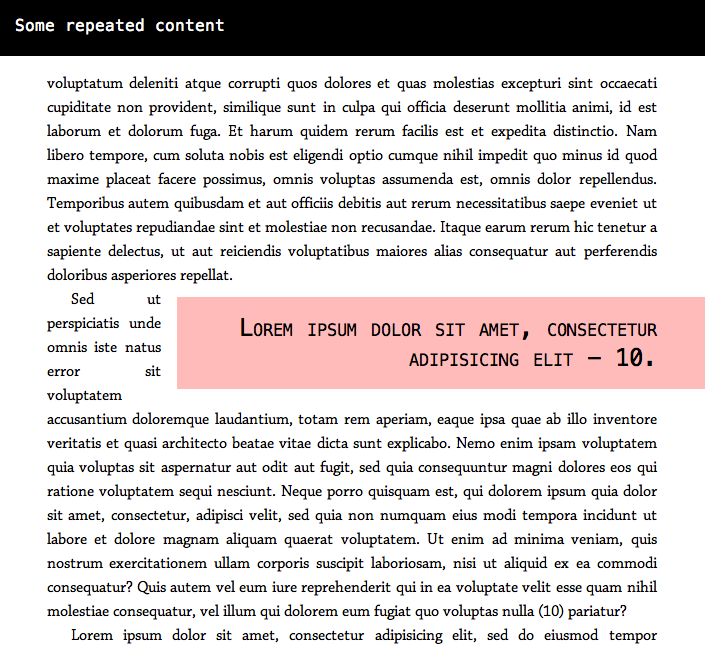 Some repeated content
voluptatum deleniti atque corrupti quos dolores et quas molestias excepturi sint occaecati
cupiditate non provident, similique sunt in culpa qui officia deserunt mollitia animi, id est
laborum et dolorum fuga. Et harum quidem rerum facilis est et expedita distinctio. Nam
libero tempore, cum soluta nobis est eligendi optio cumque nihil impedit quo minus id quod
maxime placeat facere possimus, omnis voluptas assumenda est, omnis dolor repellendus.
Temporibus autem quibusdam et aut officiis debitis aut rerum necessitatibus saepe eveniet ut
et voluptates repudiandae sint et molestiae non recusandae. Itaque earum rerum hic tenetur a
sapiente delectus, ut aut reiciendis voluptatibus maiores alias consequatur aut perferendis
doloribus asperiores repellat.
Sed ut
perspiciatis unde
omnis iste natus
error sit
voluptatem
Lorem ipsum dolor sit amet, consectetur
adipisicing elit – 10.
accusantium doloremque laudantium, totam rem aperiam, eaque ipsa quae ab illo inventore
veritatis et quasi architecto beatae vitae dicta sunt explicabo. Nemo enim ipsam voluptatem
quia voluptas sit aspernatur aut odit aut fugit, sed quia consequuntur magni dolores eos qui
ratione voluptatem sequi nesciunt. Neque porro quisquam est, qui dolorem ipsum quia dolor
sit amet, consectetur, adipisci velit, sed quia non numquam eius modi tempora incidunt ut
labore et dolore magnam aliquam quaerat voluptatem. Ut enim ad minima veniam, quis
nostrum exercitationem ullam corporis suscipit laboriosam, nisi ut aliquid ex ea commodi
consequatur? Quis autem vel eum iure reprehenderit qui in ea voluptate velit esse quam nihil
molestiae consequatur, vel illum qui dolorem eum fugiat quo voluptas nulla (10) pariatur?
Lorem ipsum dolor sit amet, consectetur adipisicing elit, sed do eiusmod tempor